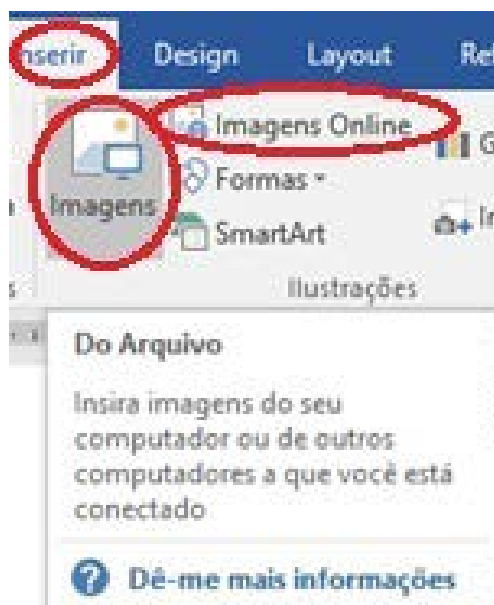 nserir Design Layout Re
Imagens Online
Imagens
Formas
SmartArt
G
I
Ilustrações
s
Do Arquivo
Insira imagens do seu
computador ou de outros
computadores a que você está
conectado
Dê-me mais informações